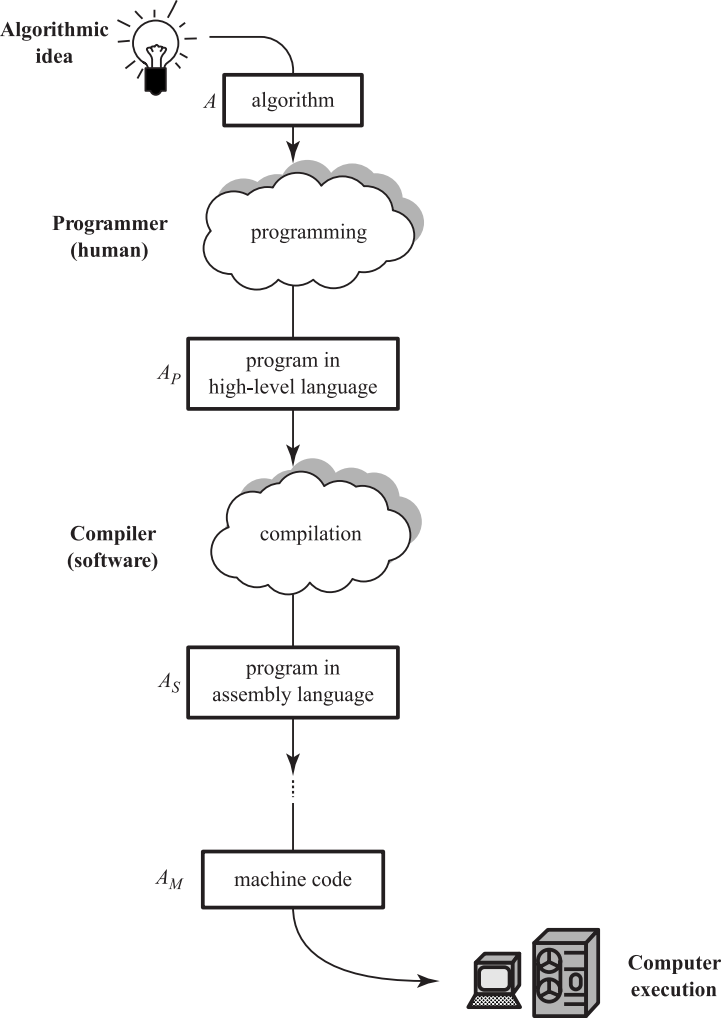 Algorithmic
idea
A
algorithm
Programmer
(human)
programming
A_P
program in
high-level language
Compiler
(software)
compilation
A_S
program in
assembly language
A_M
machine code
Computer
execution